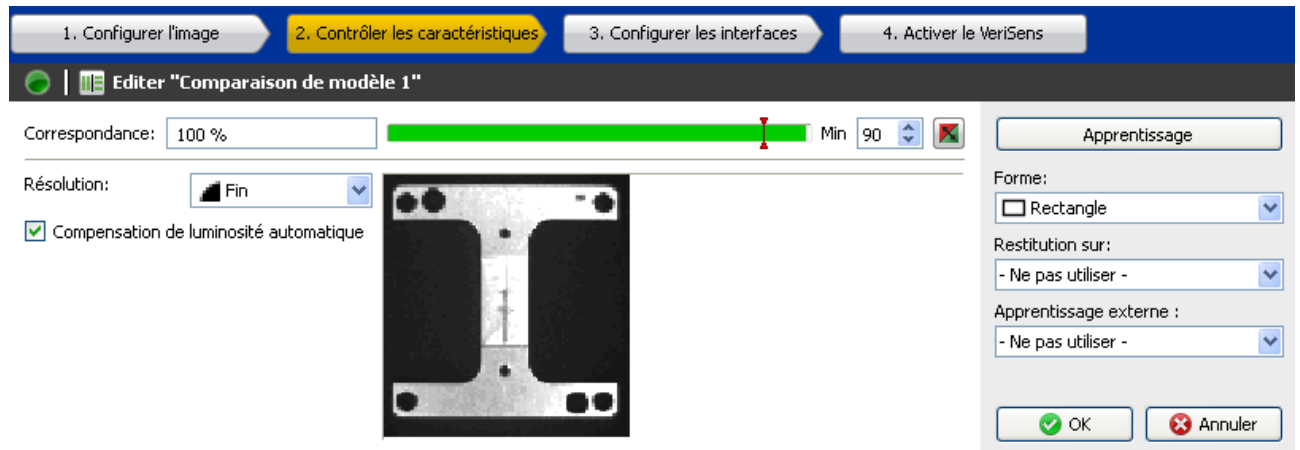 1. Configurer l'image
2. Contrôler les caractéristiques
3. Configurer les interfaces
4. Activer le VeriSens
Editer "Comparaison de modèle 1"
Correspondance: 100 % Min 90
Résolution: Fin
Compensation de luminosité automatique
Apprentissage
Forme:
Rectangle
Restitution sur:
- Ne pas utiliser -
Apprentissage externe :
- Ne pas utiliser -
OK
Annuler